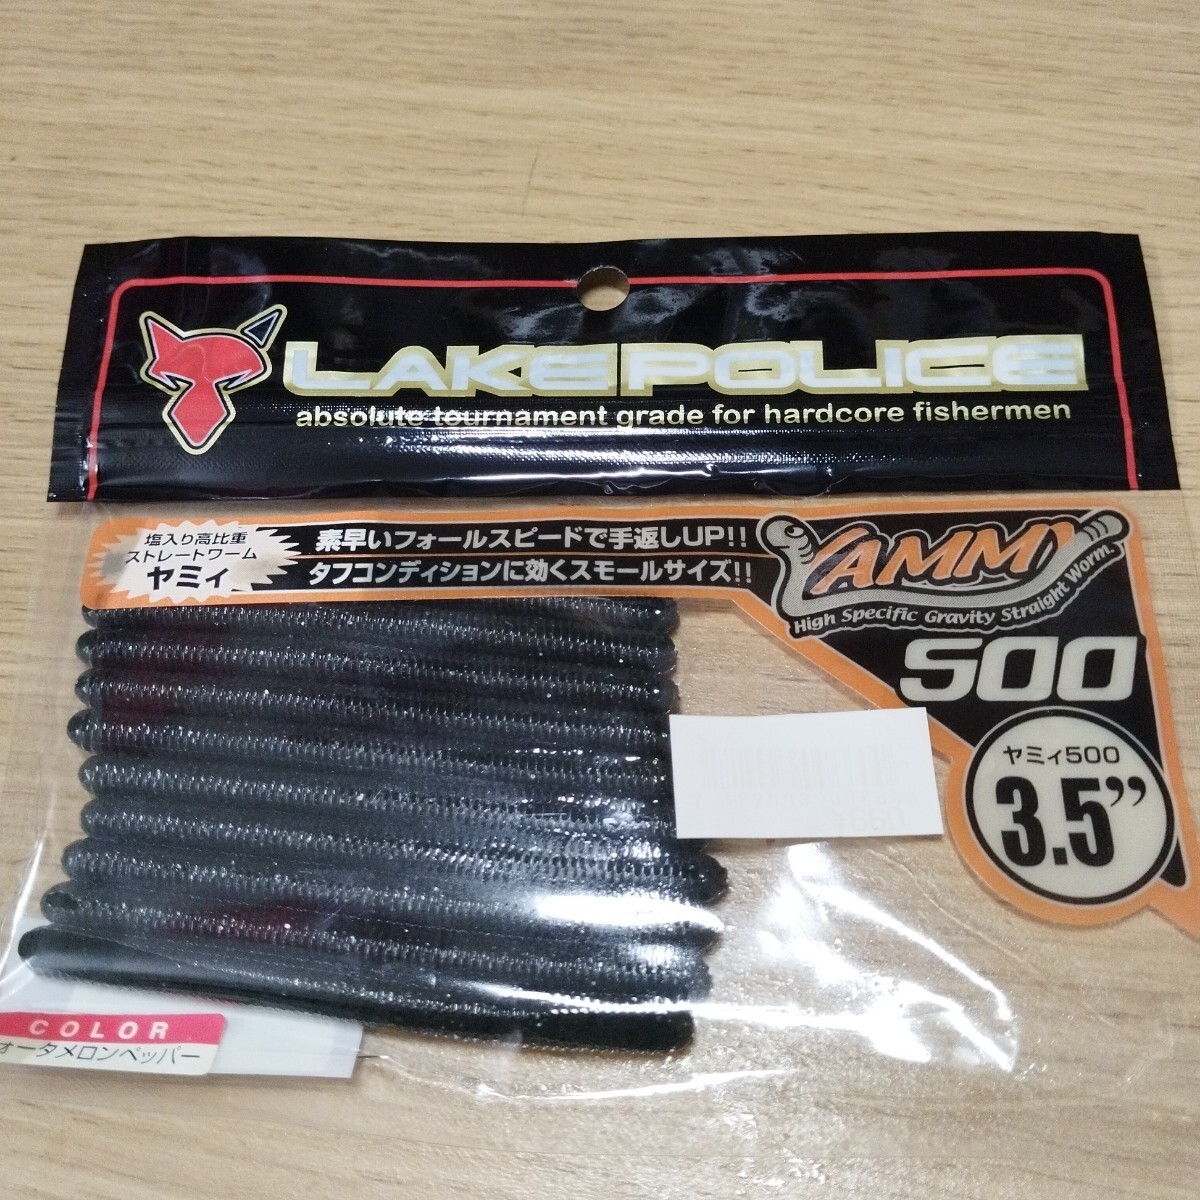 LAKE POLICE
absolute tournament grade for hardcore fishermen
塩入り高比重
ストレートワーム
ヤミィ
素早いフォールスピードで手返しUP!!
タフコンディションに効くスモールサイズ!!
YAMMY
High Specific Gravity Straight Worm.
500
ヤミィ500
3.5”
COLOR
ォータメロンペッパー